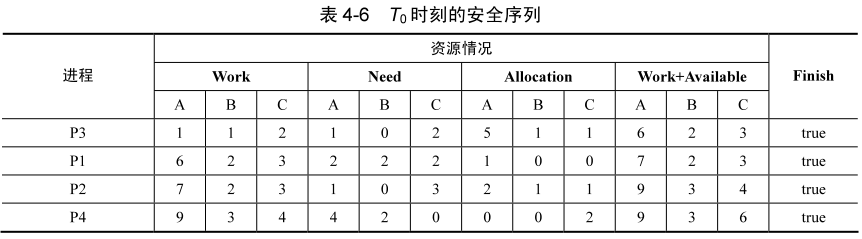 表 4-6 T0 时刻的安全序列
进程 资源情况 Finish
Work Need Allocation Work+Available
A B C A B C A B C A B C
P3 1 1 2 1 0 2 5 1 1 6 2 3 true
P1 6 2 3 2 2 2 1 0 0 7 2 3 true
P2 7 2 3 1 0 3 2 1 1 9 3 4 true
P4 9 3 4 4 2 0 0 0 2 9 3 6 true